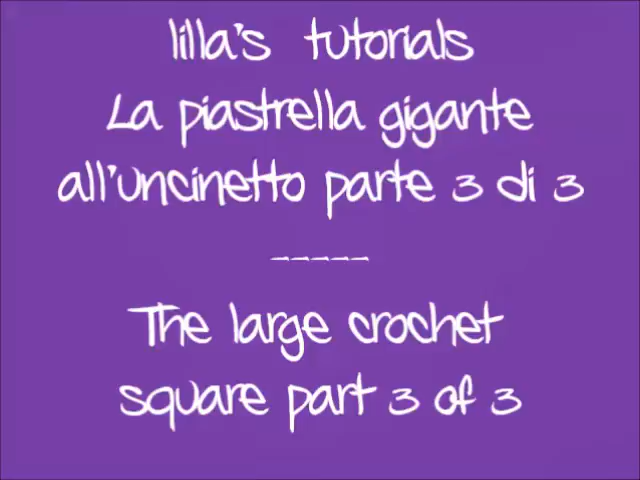 lilla's tutorials
La piastrella gigante
all'uncinetto parte 3 di 3
-----
The large crochet
square part 3 of 3